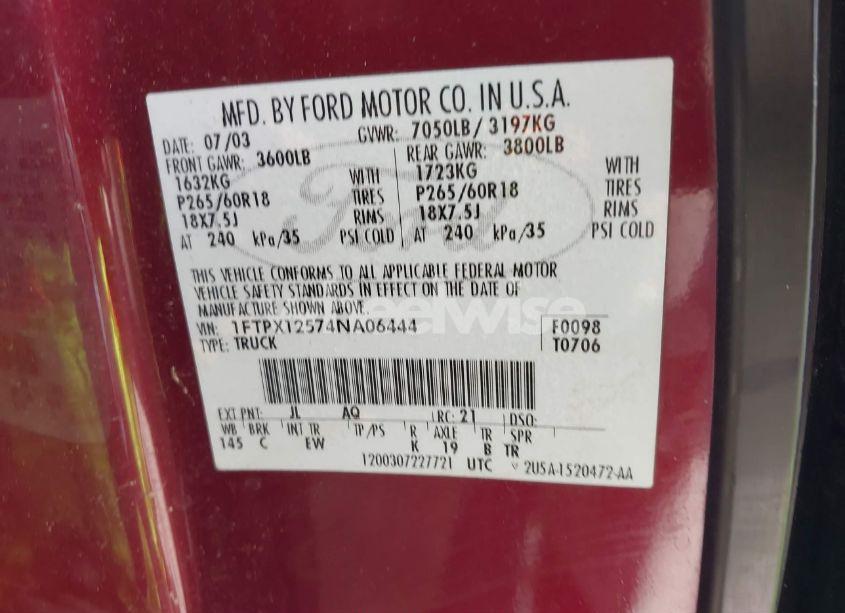 MFD. BY FORD MOTOR CO. IN U.S.A.
DATE: 07/03 GVWR: 7050LB / 3197KG
FRONT GAWR: 3600LB REAR GAWR: 3800LB
1632KG WITH 1723KG WITH
P265/60R18 TIRES P265/60R18 TIRES
18X7.5J RIMS 18X7.5J RIMS
AT 240 kPa/35 PSI COLD AT 240 kPa/35 PSI COLD
THIS VEHICLE CONFORMS TO ALL APPLICABLE FEDERAL MOTOR
VEHICLE SAFETY STANDARDS IN EFFECT ON THE DATE OF
MANUFACTURE SHOWN ABOVE.
VIN: 1FTPX12574NA06444 F0098
TYPE: TRUCK T0706
EXT PNT: JL AQ RC: 21 DSO:
WB BRK INT TR TP/PS R AXLE TR SPR
145 C EW K 19 B TR
1200307227721 UTC 2U5A-1520472-AA
Ford